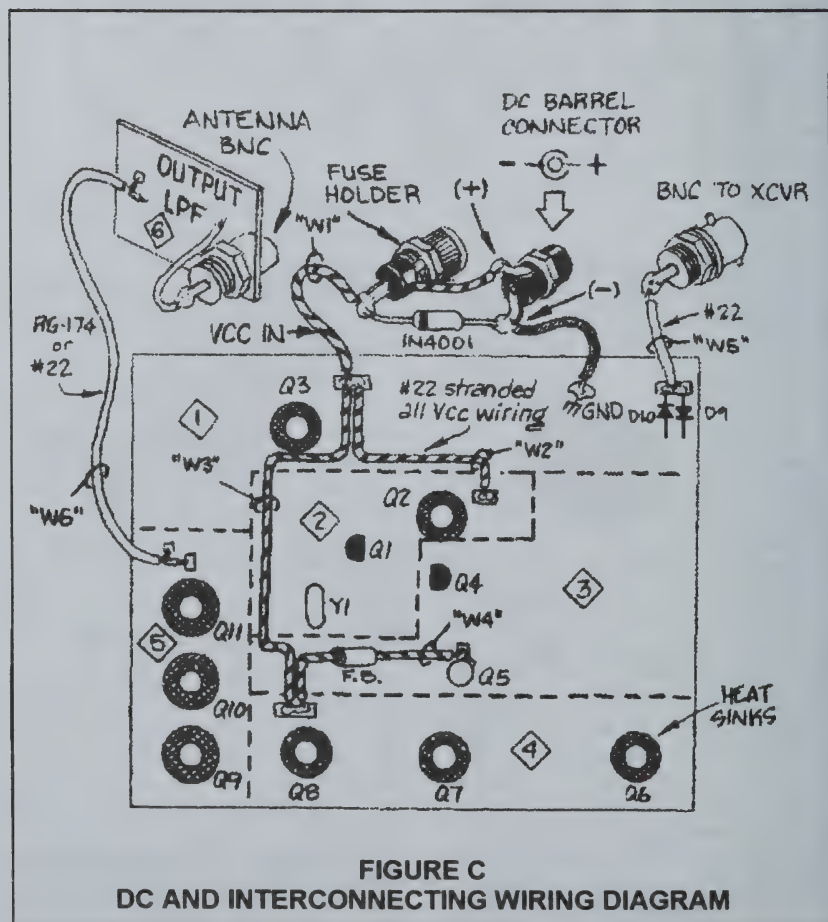 ANTENNA
BNC
DC BARREL
CONNECTOR
- +
FUSE
HOLDER
(+)
BNC TO XCVR
OUTPUT
LPF
6
"W1"
(-)
RG-174
or
#22
VCC IN
1N4001
#22
"W5"
Q3
#22 stranded
all Vcc wiring
GND
D10
D9
1
"W3"
"W2"
Q2
2
"W6"
Q1
Q4
3
Y1
"W4"
Q11
5
F.B.
Q5
Q10
HEAT
SINKS
4
Q9
Q8
Q7
Q6
FIGURE C
DC AND INTERCONNECTING WIRING DIAGRAM